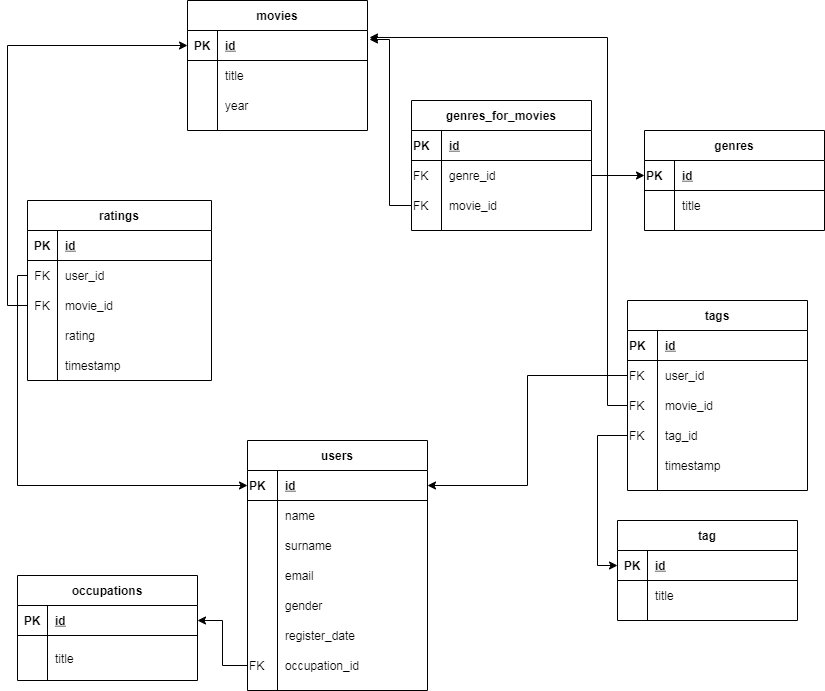 movies
PK id
title
year
genres_for_movies
PK id
FK genre_id
FK movie_id
genres
PK id
title
ratings
PK id
FK user_id
FK movie_id
rating
timestamp
tags
PK id
FK user_id
FK movie_id
FK tag_id
timestamp
users
PK id
name
surname
email
gender
register_date
FK occupation_id
tag
PK id
title
occupations
PK id
title